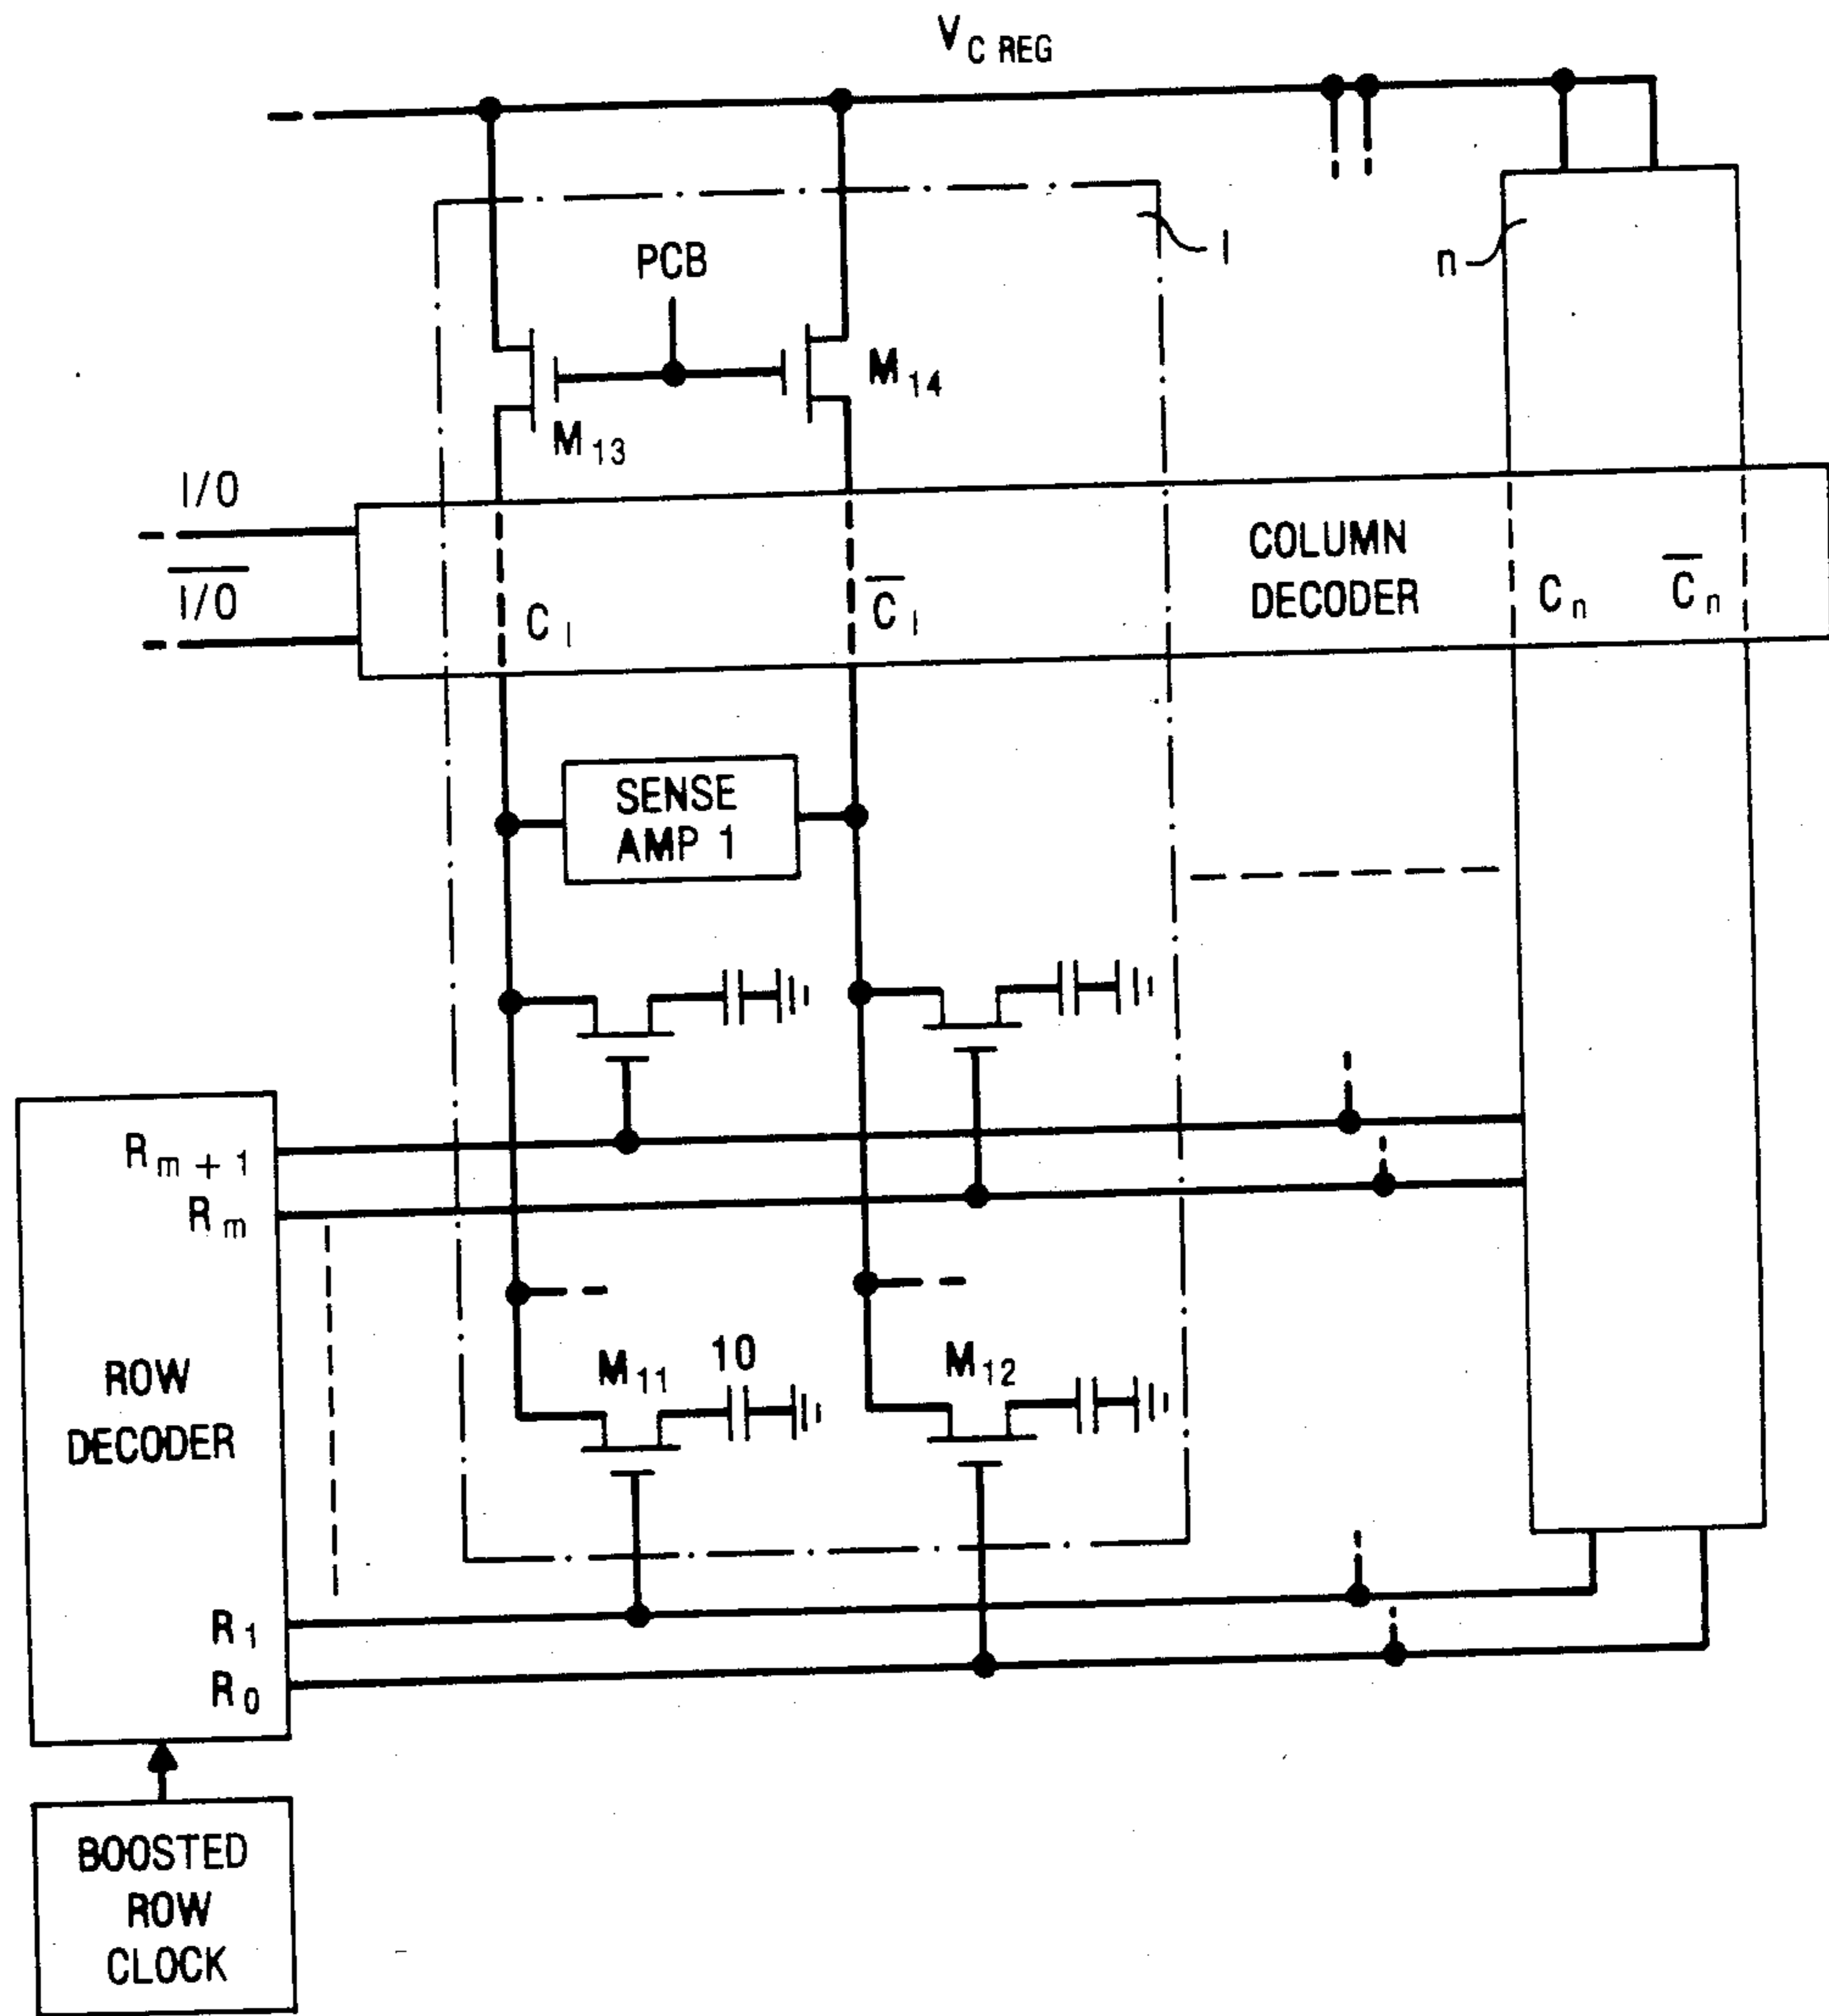 V C REG
1
n
PCB
M 14
M 13
I/O
I/O
COLUMN
DECODER
C 1
C 1
C n
C n
SENSE
AMP 1
R m + 1
R m
ROW
DECODER
M 11
10
M 12
R 1
R 0
BOOSTED
ROW
CLOCK